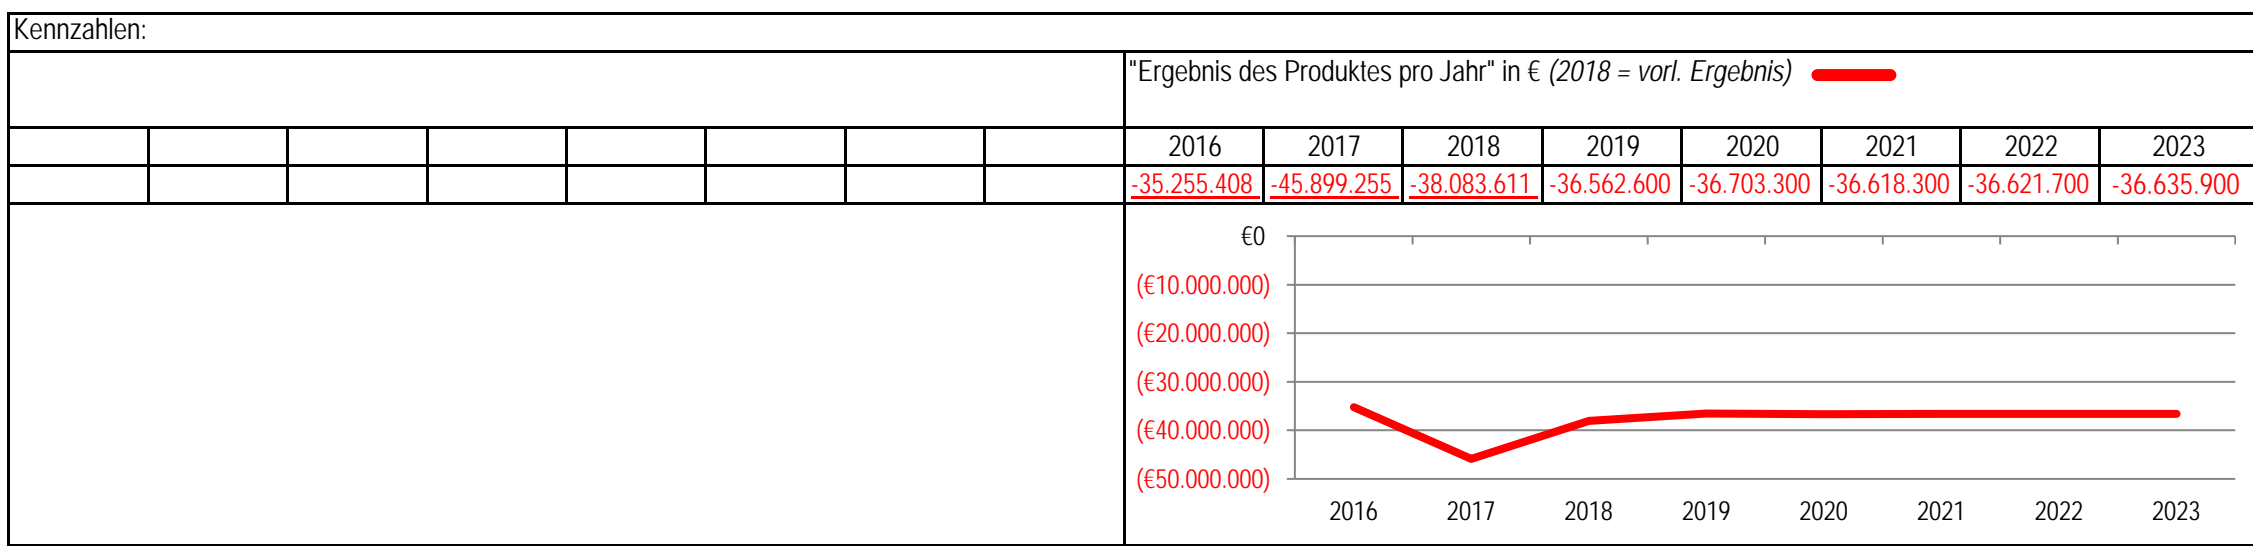 Kennzahlen:
"Ergebnis des Produktes pro Jahr" in € (2018 = vorl. Ergebnis)
2016 2017 2018 2019 2020 2021 2022 2023
-35.255.408 -45.899.255 -38.083.611 -36.562.600 -36.703.300 -36.618.300 -36.621.700 -36.635.900
€0
(€10.000.000)
(€20.000.000)
(€30.000.000)
(€40.000.000)
(€50.000.000)
2016 2017 2018 2019 2020 2021 2022 2023